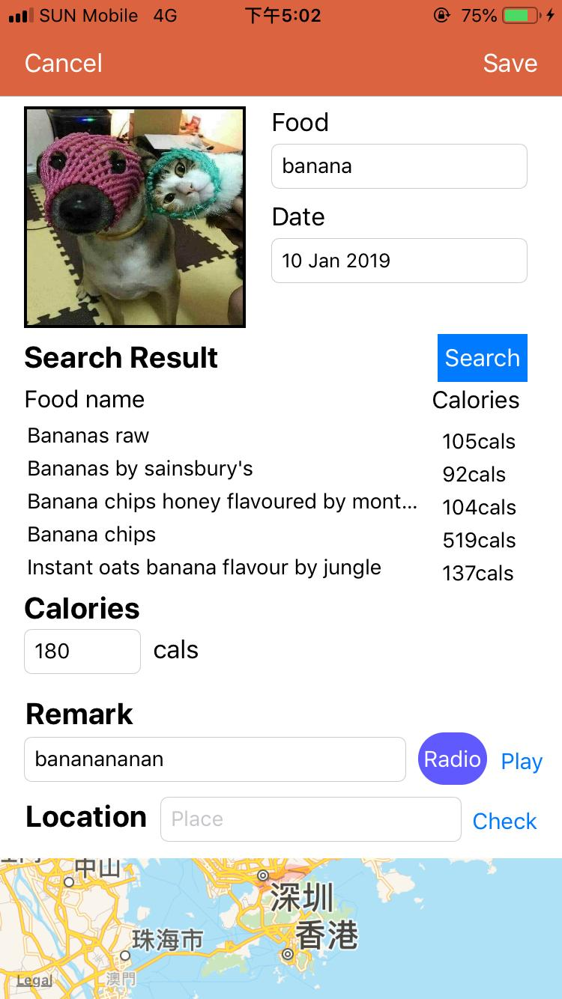 SUN Mobile 4G 下午5:02 75%
Cancel Save
Food
banana
Date
10 Jan 2019
Search Result Search
Food name Calories
Bananas raw 105cals
Bananas by sainsbury's 92cals
Banana chips honey flavoured by mont... 104cals
Banana chips 519cals
Instant oats banana flavour by jungle 137cals
Calories
180 cals
Remark
banananana​n Radio Play
Location Place Check
中山
深圳
香港
珠海市
澳門
Legal